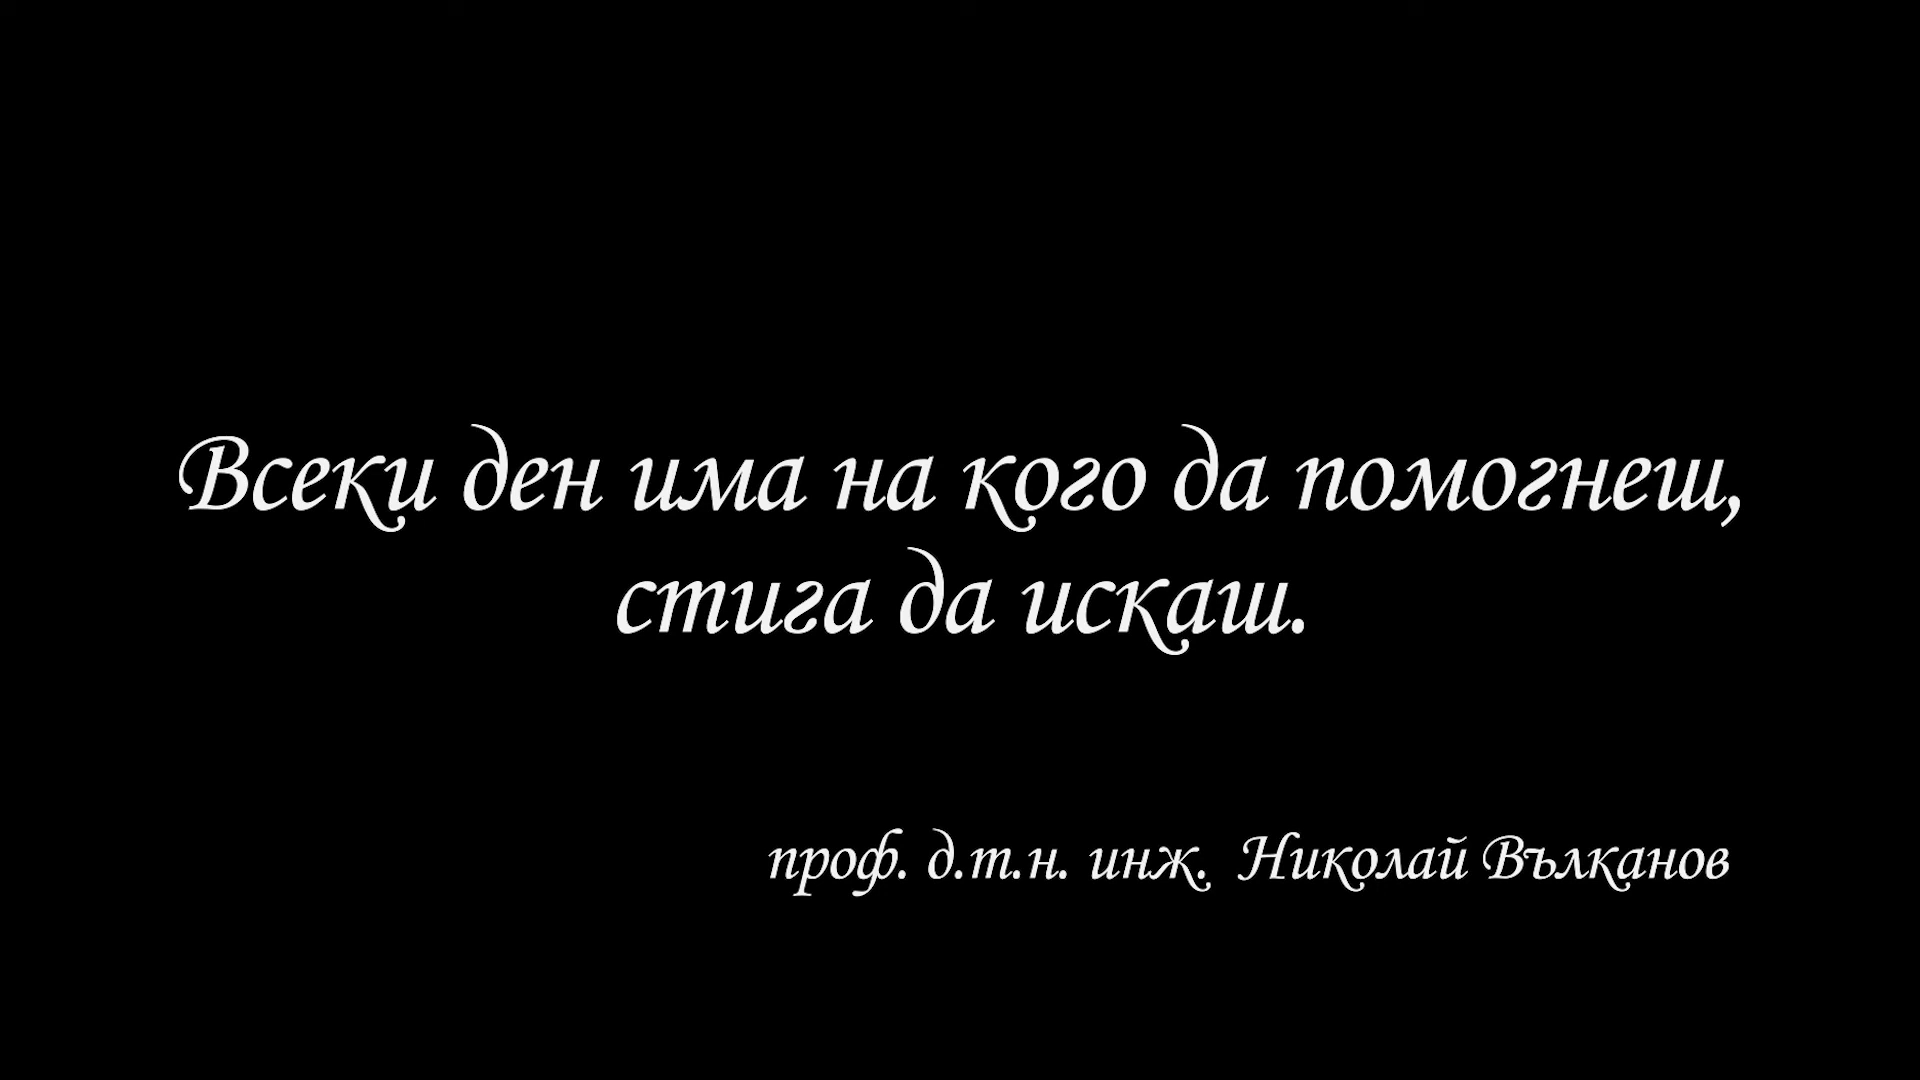 Всеки ден има на кого да помогнеш,
стига да искаш.
проф. д.т.н. инж. Николай Вълканов